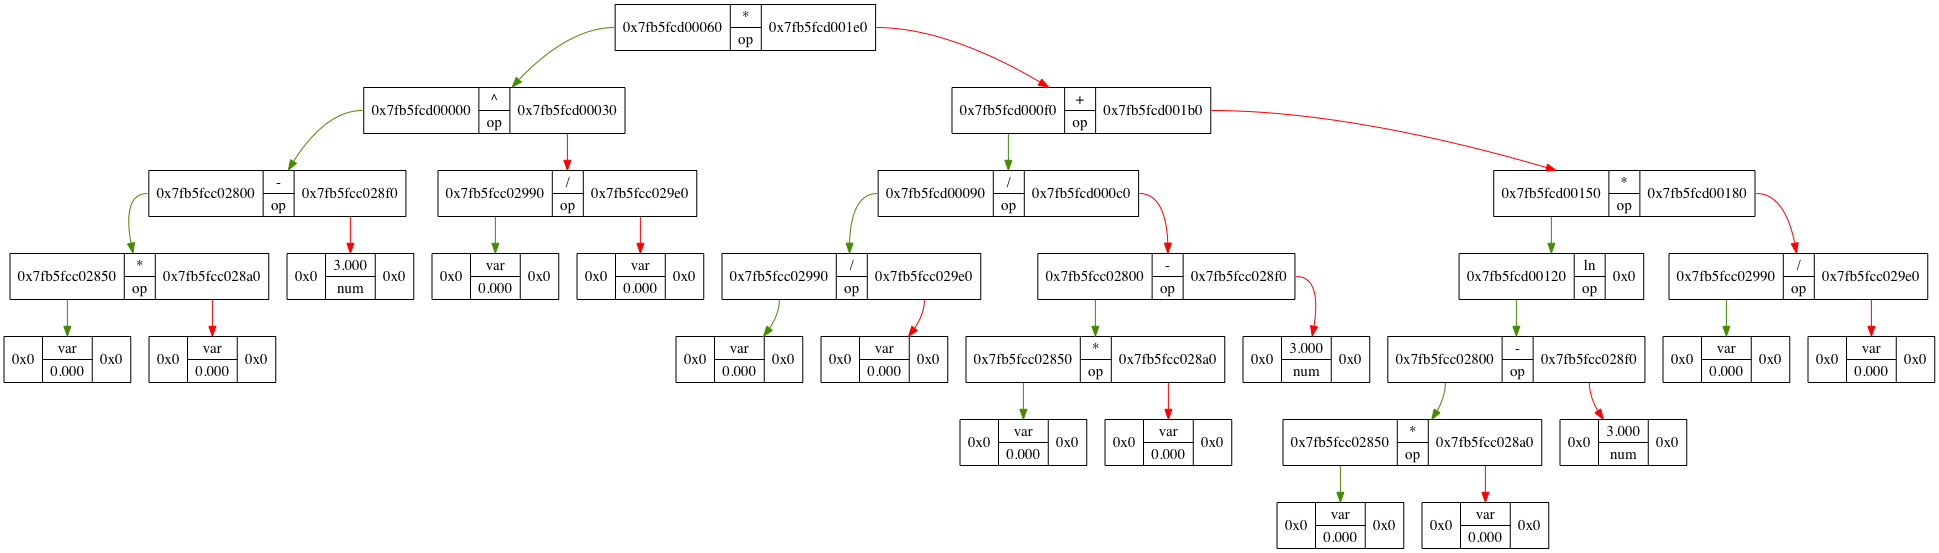 0x7fb5fcd00060 * op 0x7fb5fcd001e0
0x7fb5fcd00000 ^ op 0x7fb5fcd00030
0x7fb5fcd000f0 + op 0x7fb5fcd001b0
0x7fb5fcc02800 - op 0x7fb5fcc028f0
0x7fb5fcc02990 / op 0x7fb5fcc029e0
0x7fb5fcd00090 / op 0x7fb5fcd000c0
0x7fb5fcd00150 * op 0x7fb5fcd00180
0x7fb5fcc02850 * op 0x7fb5fcc028a0
0x0 3.000 num 0x0
0x0 var 0.000 0x0
0x0 var 0.000 0x0
0x7fb5fcc02990 / op 0x7fb5fcc029e0
0x7fb5fcc02800 - op 0x7fb5fcc028f0
0x7fb5fcd00120 ln op 0x0
0x7fb5fcc02990 / op 0x7fb5fcc029e0
0x0 var 0.000 0x0
0x0 var 0.000 0x0
0x0 var 0.000 0x0
0x0 var 0.000 0x0
0x7fb5fcc02850 * op 0x7fb5fcc028a0
0x0 3.000 num 0x0
0x7fb5fcc02800 - op 0x7fb5fcc028f0
0x0 var 0.000 0x0
0x0 var 0.000 0x0
0x0 var 0.000 0x0
0x0 var 0.000 0x0
0x7fb5fcc02850 * op 0x7fb5fcc028a0
0x0 3.000 num 0x0
0x0 var 0.000 0x0
0x0 var 0.000 0x0